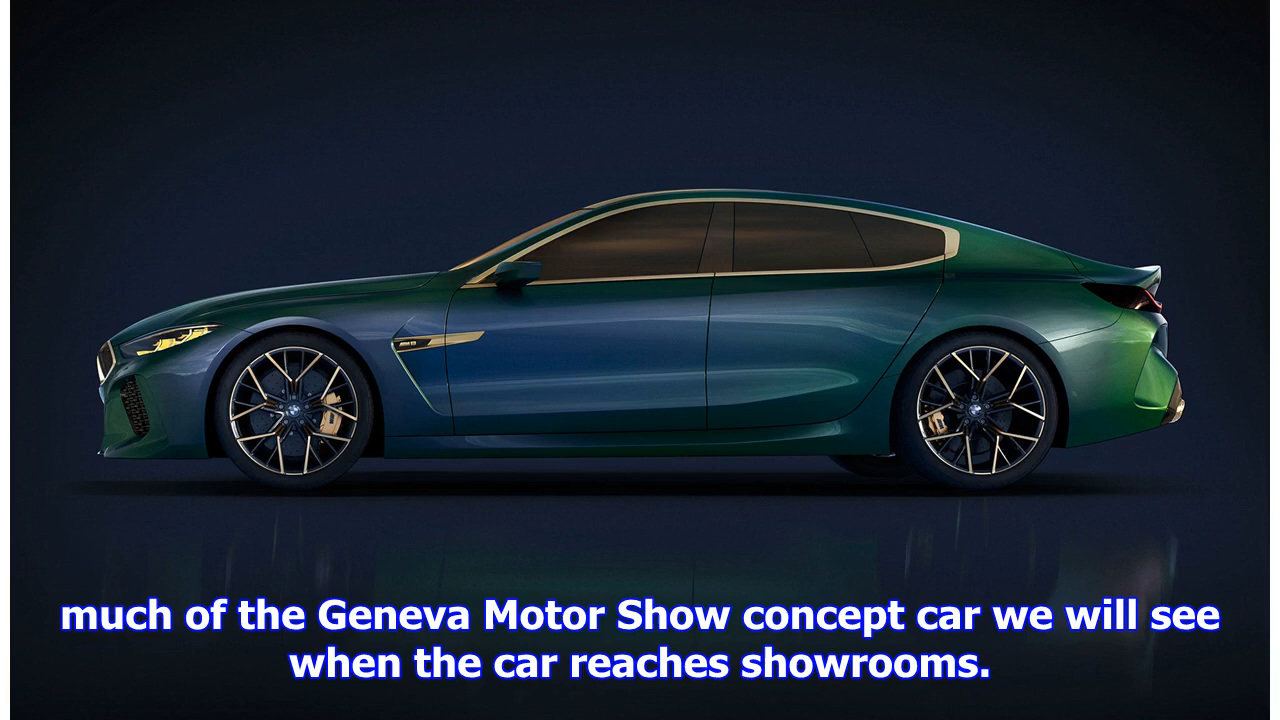 much of the Geneva Motor Show concept car we will see
when the car reaches showrooms.